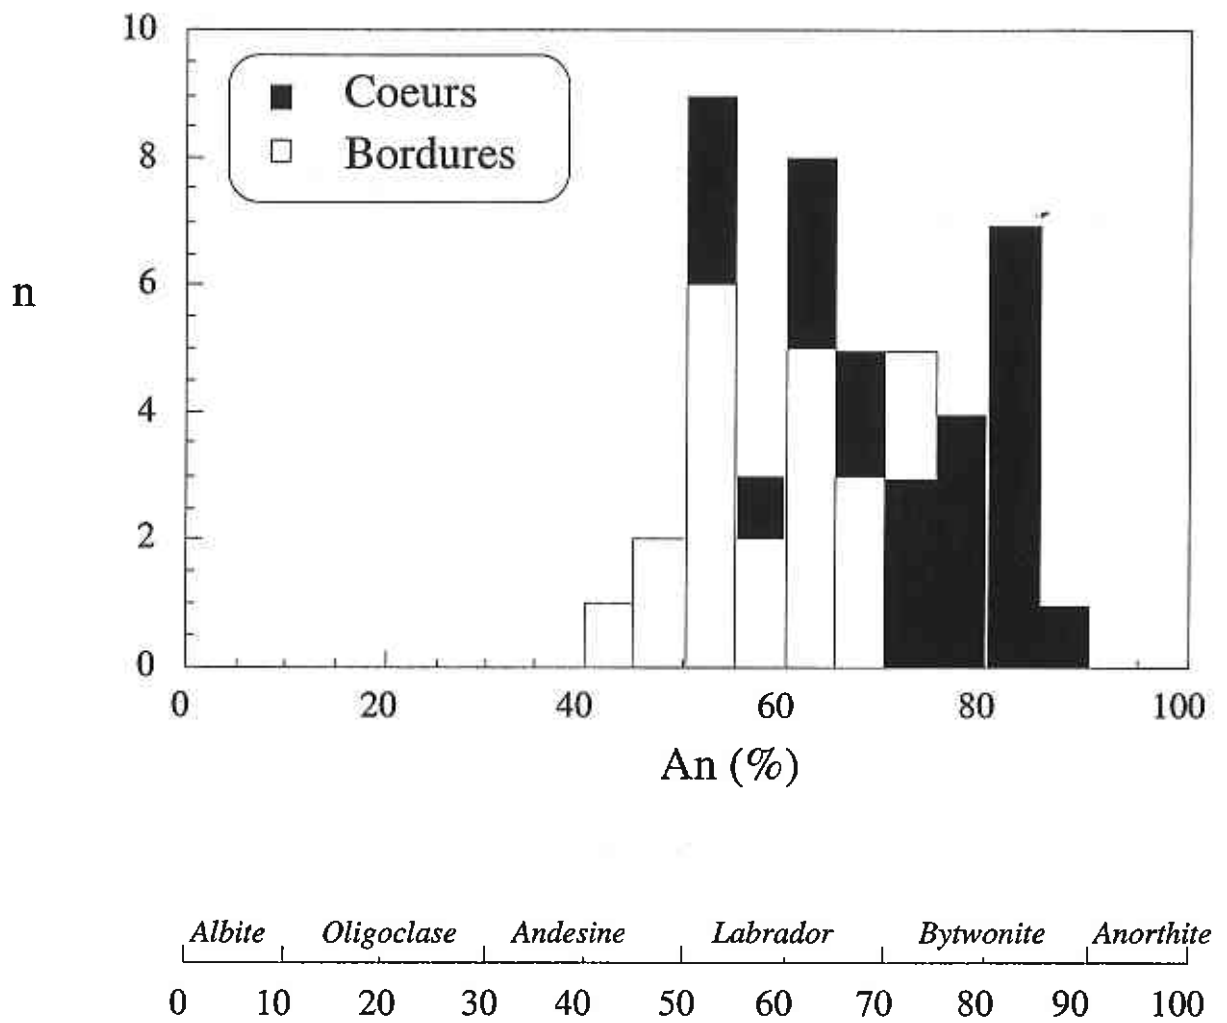 10
Coeurs
Bordures
8
6
n
4
2
0
0 20 40 60 80 100
An (%)
Albite Oligoclase Andesine Labrador Bytwonite Anorthite
0 10 20 30 40 50 60 70 80 90 100